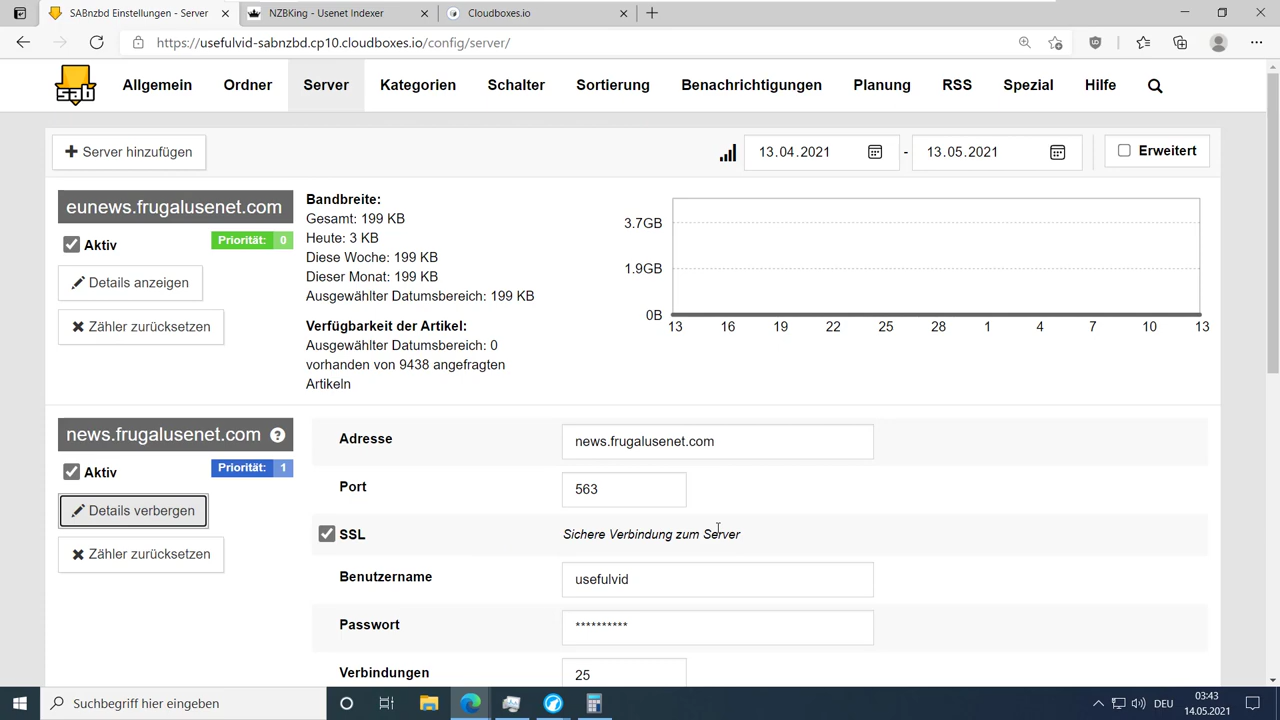 SABnzbd Einstellungen - Server
NZBKing - Usenet Indexer
Cloudboxes.io
https://usefulvid-sabnzbd.cp10.cloudboxes.io/config/server/
sab
Allgemein
Ordner
Server
Kategorien
Schalter
Sortierung
Benachrichtigungen
Planung
RSS
Spezial
Hilfe
Server hinzufügen
13.04.2021
-
13.05.2021
Erweitert
eunews.frugalusenet.com
Aktiv
Priorität: 0
Details anzeigen
Zähler zurücksetzen
Bandbreite:
Gesamt: 199 KB
Heute: 3 KB
Diese Woche: 199 KB
Dieser Monat: 199 KB
Ausgewählter Datumsbereich: 199 KB
Verfügbarkeit der Artikel:
Ausgewählter Datumsbereich: 0
vorhanden von 9438 angefragten
Artikeln
3.7GB
1.9GB
0B
13 16 19 22 25 28 1 4 7 10 13
news.frugalusenet.com ?
Aktiv
Priorität: 1
Details verbergen
Zähler zurücksetzen
Adresse
news.frugalusenet.com
Port
563
SSL
Sichere Verbindung zum Server
Benutzername
usefulvid
Passwort
**********
Verbindungen
25
Suchbegriff hier eingeben
DEU
03:43
14.05.2021